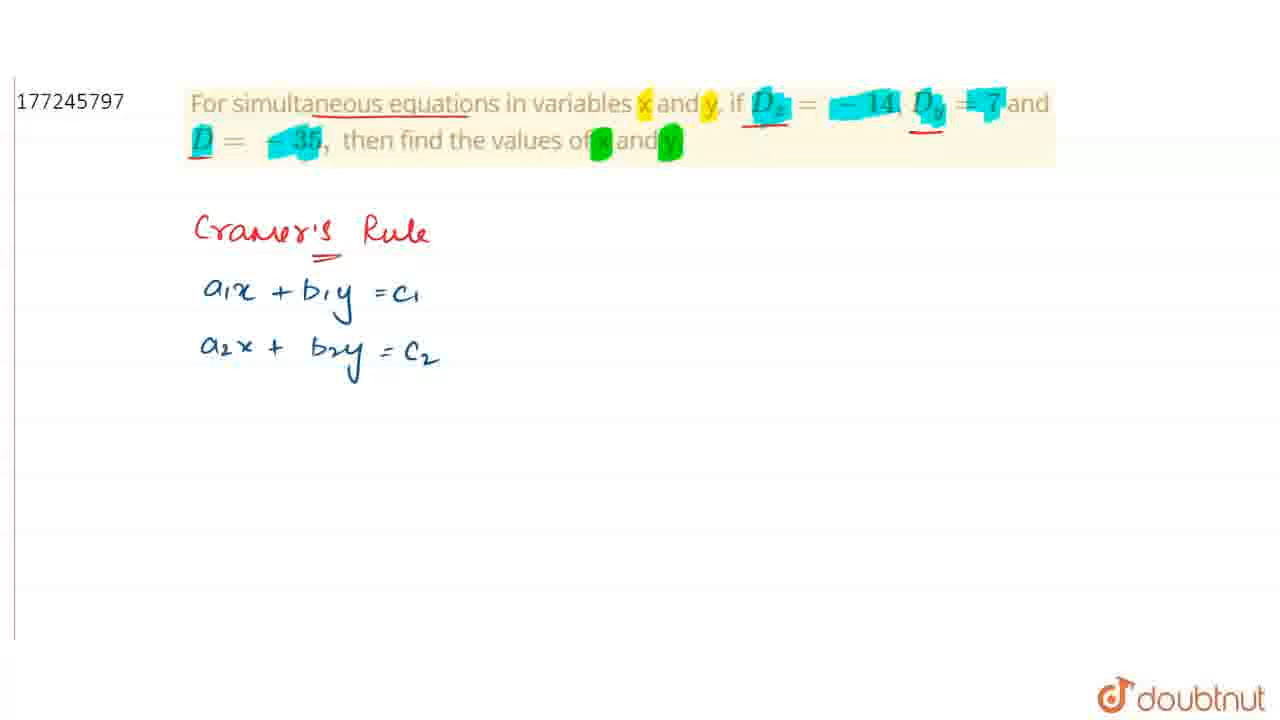 177245797
For simultaneous equations in variables x and y. if Dₓ = − 14, D_y = 7 and
D = − 35, then find the values of x and y
Cramer's Rule
a₁x + b₁y = c₁
a₂x + b₂y = c₂
doubtnut